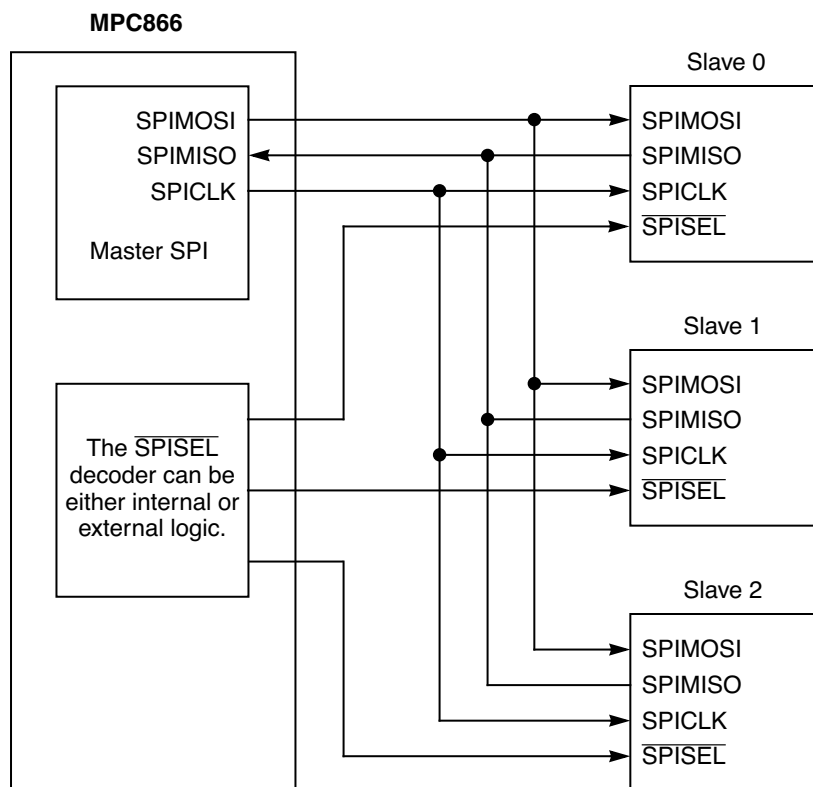 MPC866
SPIMOSI
SPIMISO
SPICLK
Master SPI
The SPISEL
decoder can be
either internal or
external logic.
Slave 0
SPIMOSI
SPIMISO
SPICLK
SPISEL
Slave 1
SPIMOSI
SPIMISO
SPICLK
SPISEL
Slave 2
SPIMOSI
SPIMISO
SPICLK
SPISEL